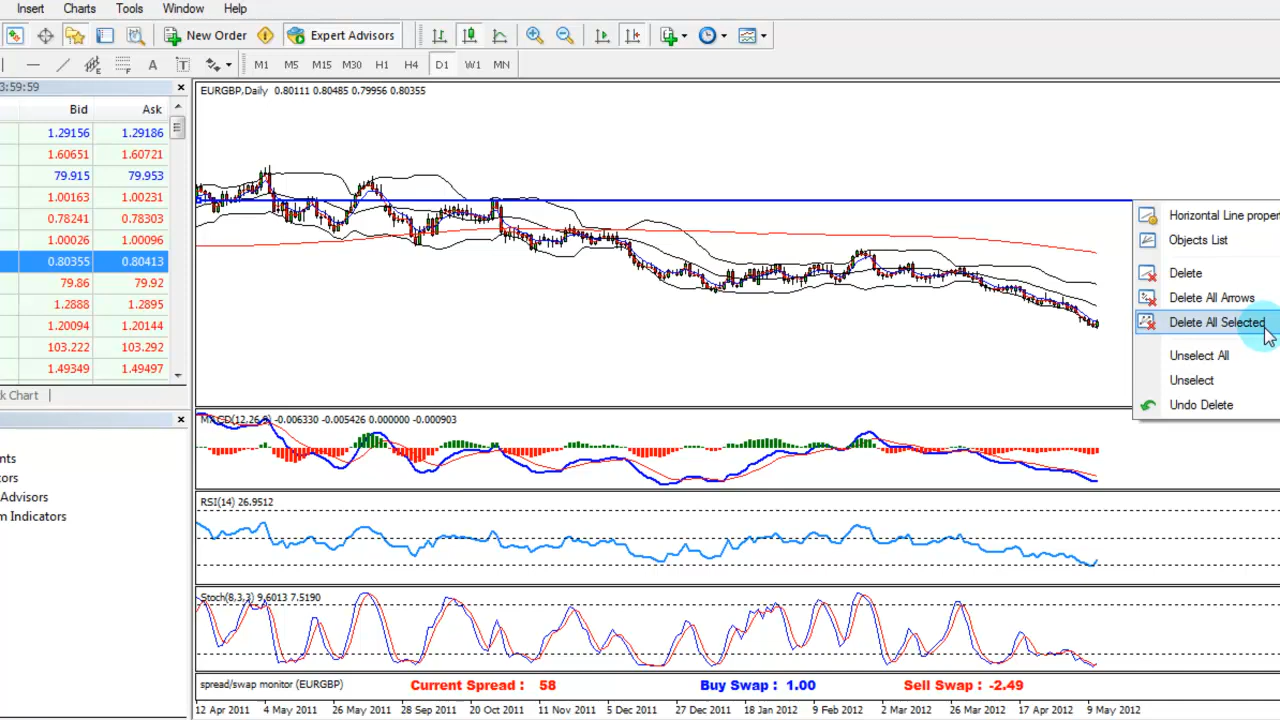 Insert Charts Tools Window Help
New Order Expert Advisors
A T M1 M5 M15 M30 H1 H4 D1 W1 MN
3:59:59
EURGBP,Daily 0.80111 0.80485 0.79956 0.80355
Bid Ask
1.29156 1.29186
1.60651 1.60721
79.915 79.953
1.00163 1.00231
0.78241 0.78303
1.00026 1.00096
0.80355 0.80413
79.86 79.92
1.2888 1.2895
1.20094 1.20144
103.222 103.292
1.49349 1.49497
k Chart
nts
ors
Advisors
m Indicators
Horizontal Line proper
Objects List
Delete
Delete All Arrows
Delete All Selected
Unselect All
Unselect
Undo Delete
MACD(12,26,9) -0.006330 -0.005426 0.000000 -0.000903
RSI(14) 26.9512
Stoch(8,3,3) 9.6013 7.5190
spread/swap monitor (EURGBP) Current Spread : 58 Buy Swap : 1.00 Sell Swap : -2.49
12 Apr 2011 4 May 2011 26 May 2011 28 Sep 2011 20 Oct 2011 11 Nov 2011 5 Dec 2011 27 Dec 2011 18 Jan 2012 9 Feb 2012 2 Mar 2012 26 Mar 2012 17 Apr 2012 9 May 2012